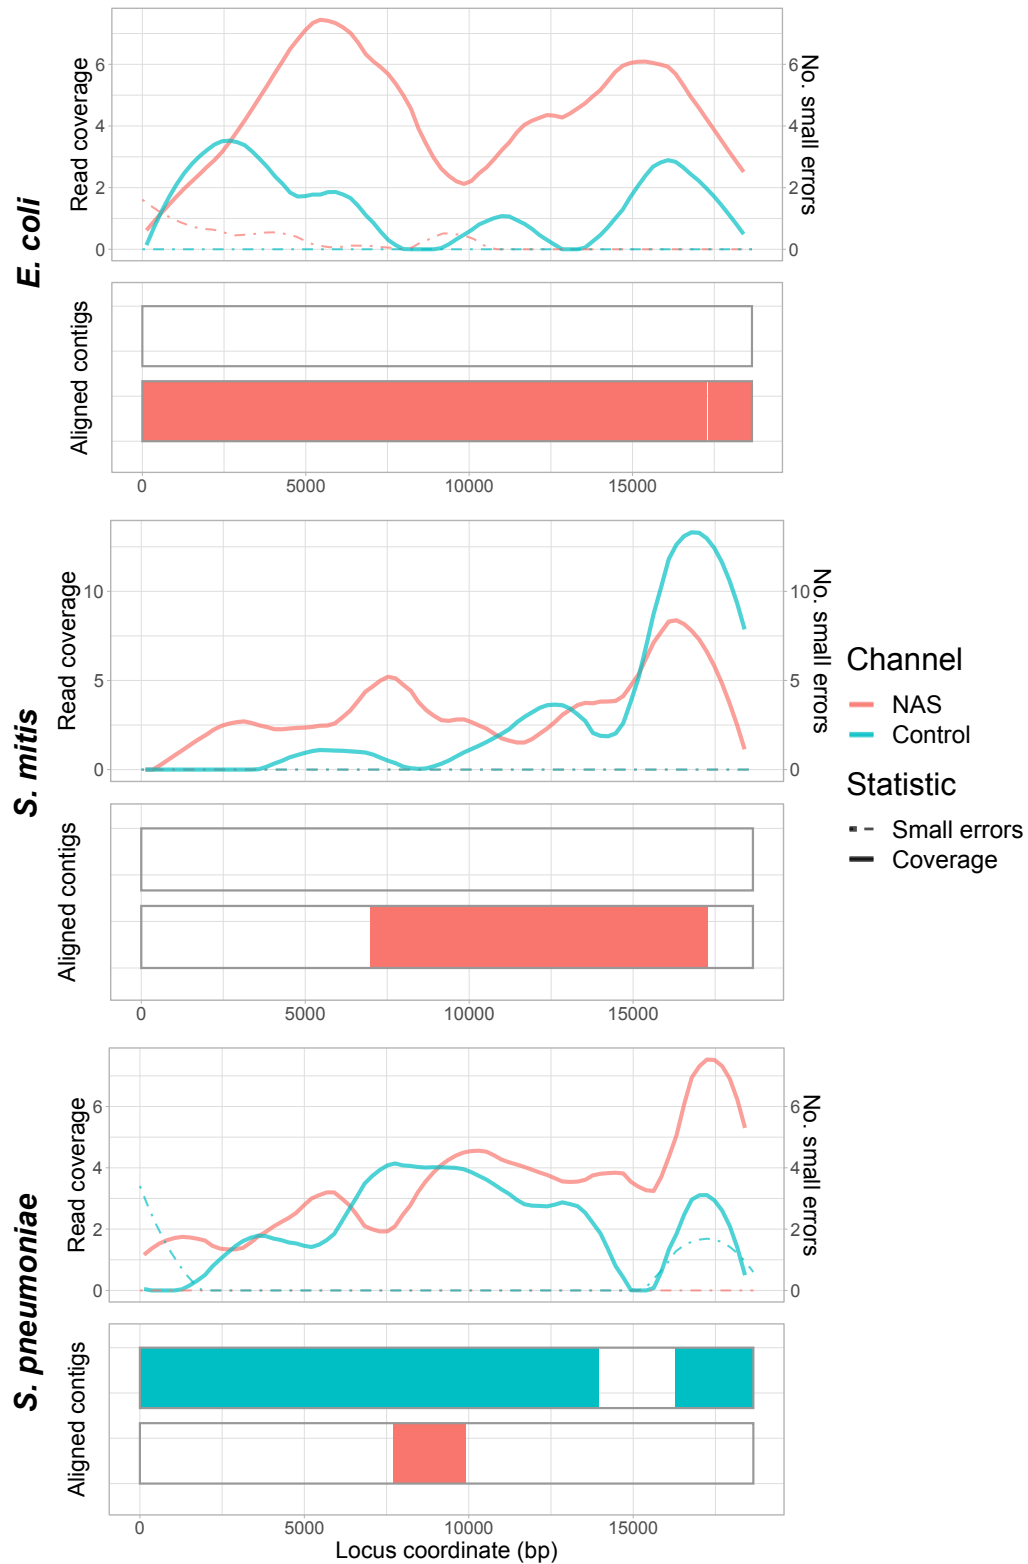 E. coli
Read coverage
No. small errors
6
4
2
0
6
4
2
0
Aligned contigs
0 5000 10000 15000
S. mitis
Read coverage
No. small errors
10
5
0
10
5
0
Aligned contigs
0 5000 10000 15000
S. pneumoniae
Read coverage
No. small errors
6
4
2
0
6
4
2
0
Aligned contigs
0 5000 10000 15000
Locus coordinate (bp)
Channel
NAS
Control
Statistic
Small errors
Coverage